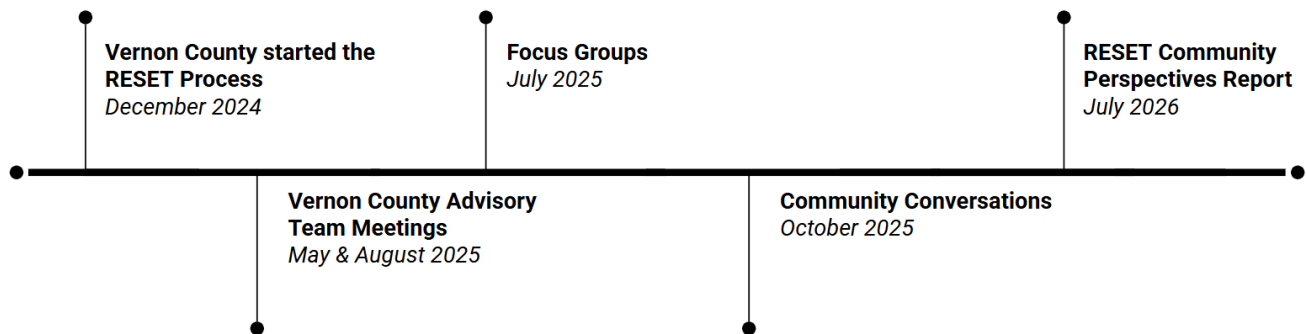 Vernon County started the
RESET Process
December 2024
Focus Groups
July 2025
RESET Community
Perspectives Report
July 2026
Vernon County Advisory
Team Meetings
May & August 2025
Community Conversations
October 2025